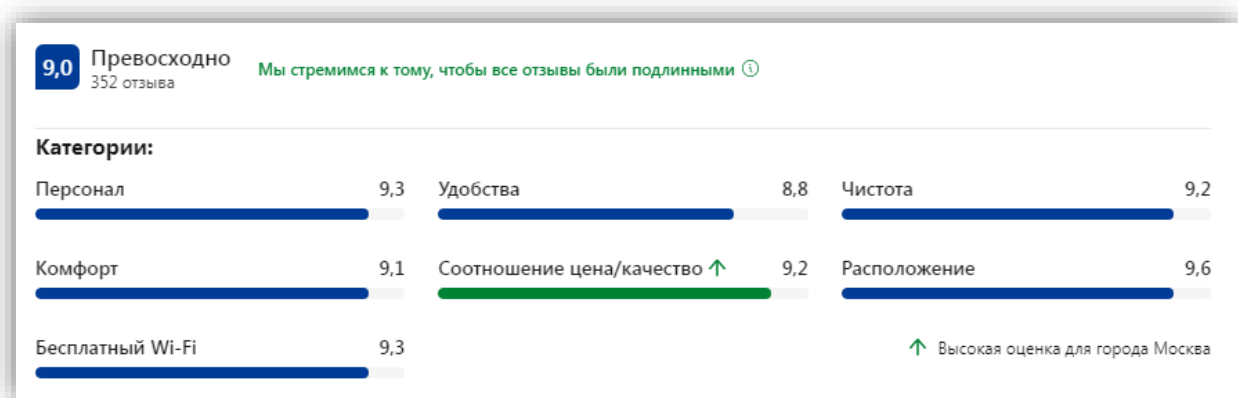 9,0 Превосходно
352 отзыва
Мы стремимся к тому, чтобы все отзывы были подлинными
Категории:
Персонал 9,3
Удобства 8,8
Чистота 9,2
Комфорт 9,1
Соотношение цена/качество ↑ 9,2
Расположение 9,6
Бесплатный Wi-Fi 9,3
↑ Высокая оценка для города Москва